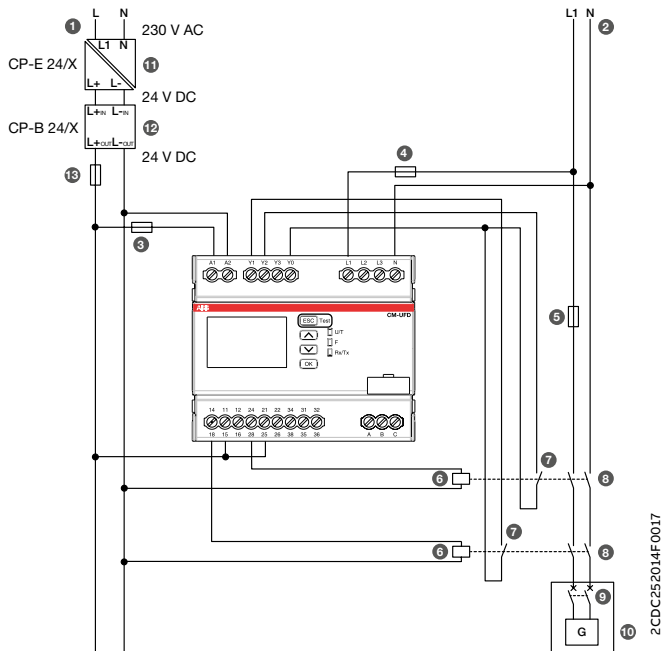 L N
L1 N
1
230 V AC
2
L1 N
CP-E 24/X
11
L+ L-
24 V DC
L+IN L-IN
CP-B 24/X
12
L+OUT L-OUT
24 V DC
13
4
3
A1 A2 Y1 Y2 Y3 Y0 L1 L2 L3 N
ABB
CM-UFD
ESC Test
U/T
F
Rx/Tx
OK
5
14 11 12 24 21 22 34 31 32
18 15 16 28 25 26 38 35 36
A B C
7
6
8
7
6
8
9
G
10
2CDC252014F0017